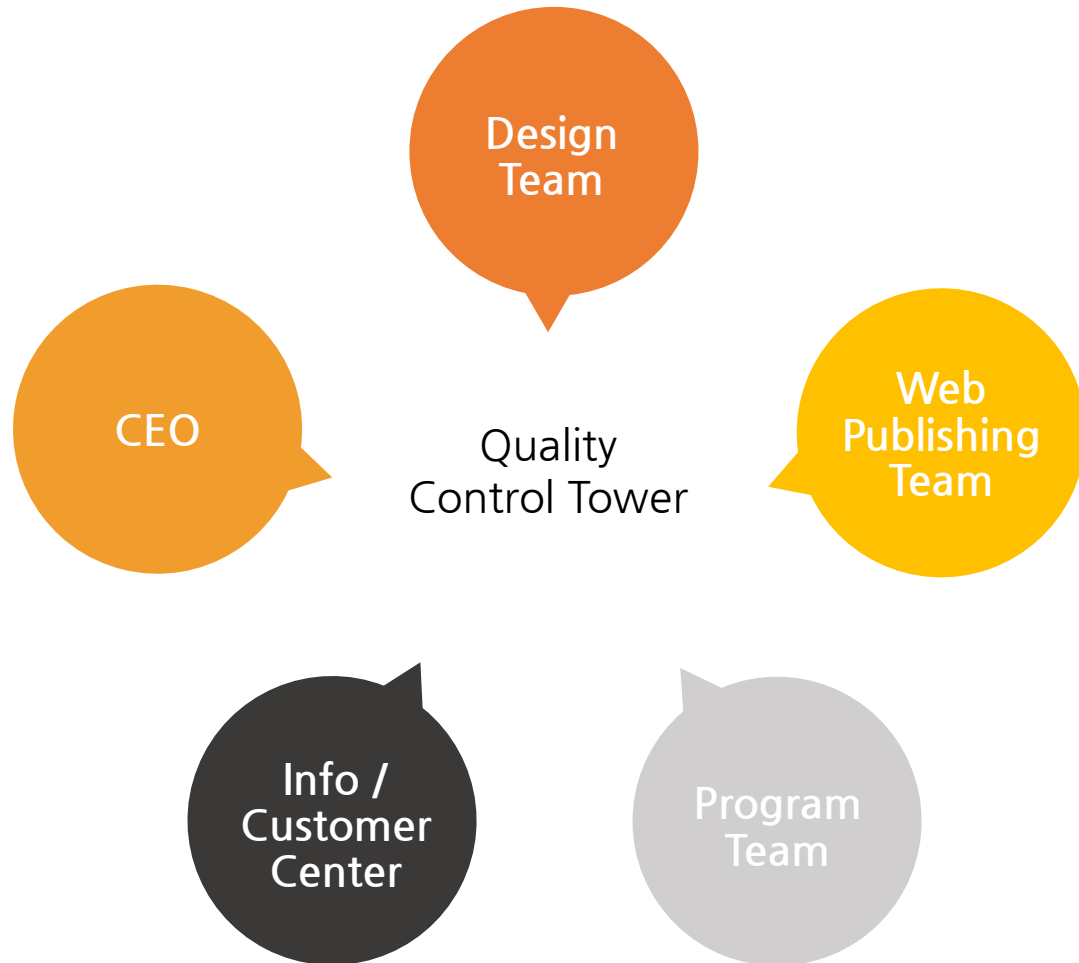 Design
Team
CEO
Quality
Control Tower
Web
Publishing
Team
Info /
Customer
Center
Program
Team